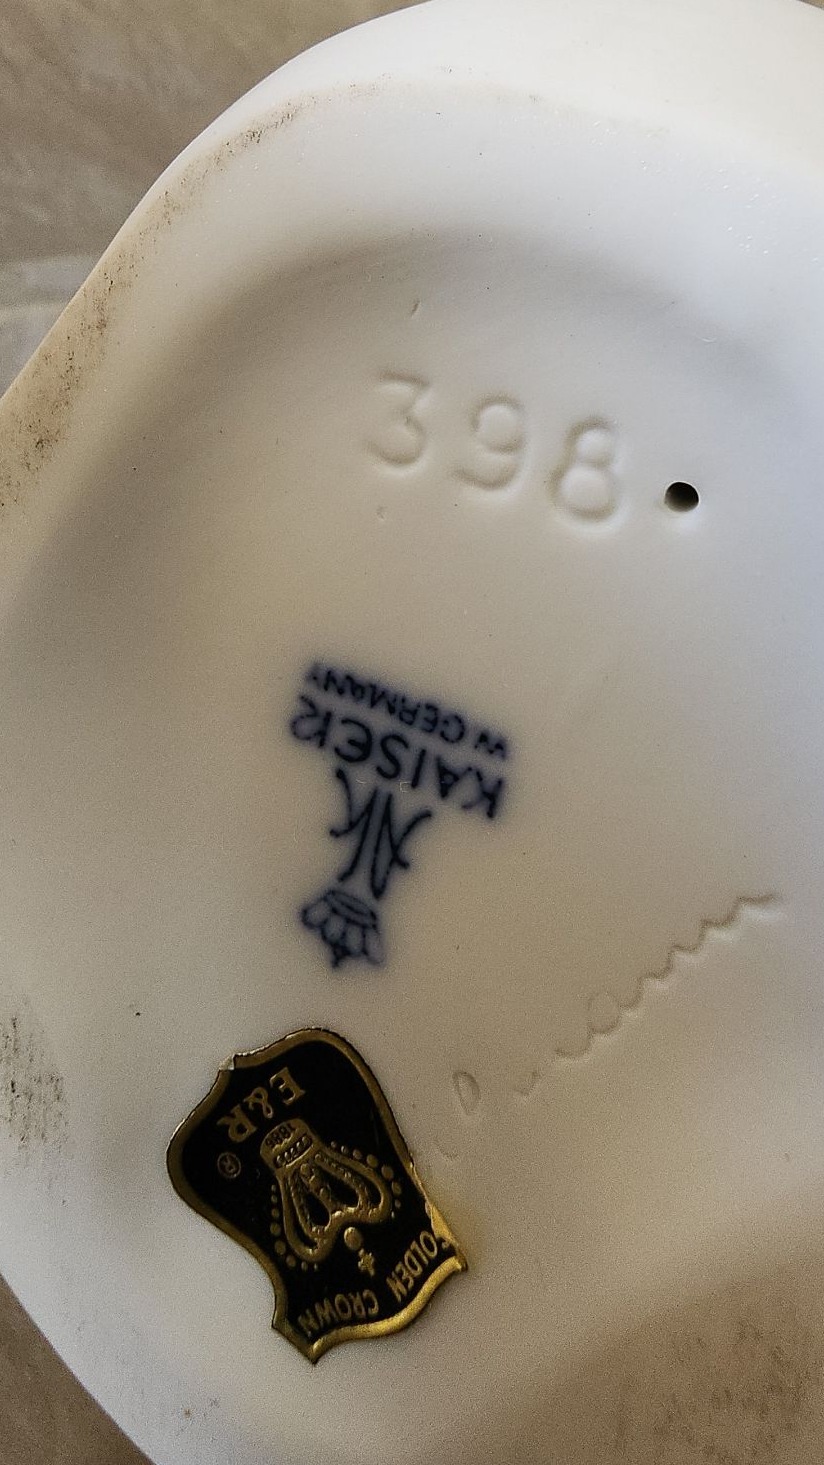 398
KAISER
W GERMANY
GOLDEN CROWN
1886
E&R
®